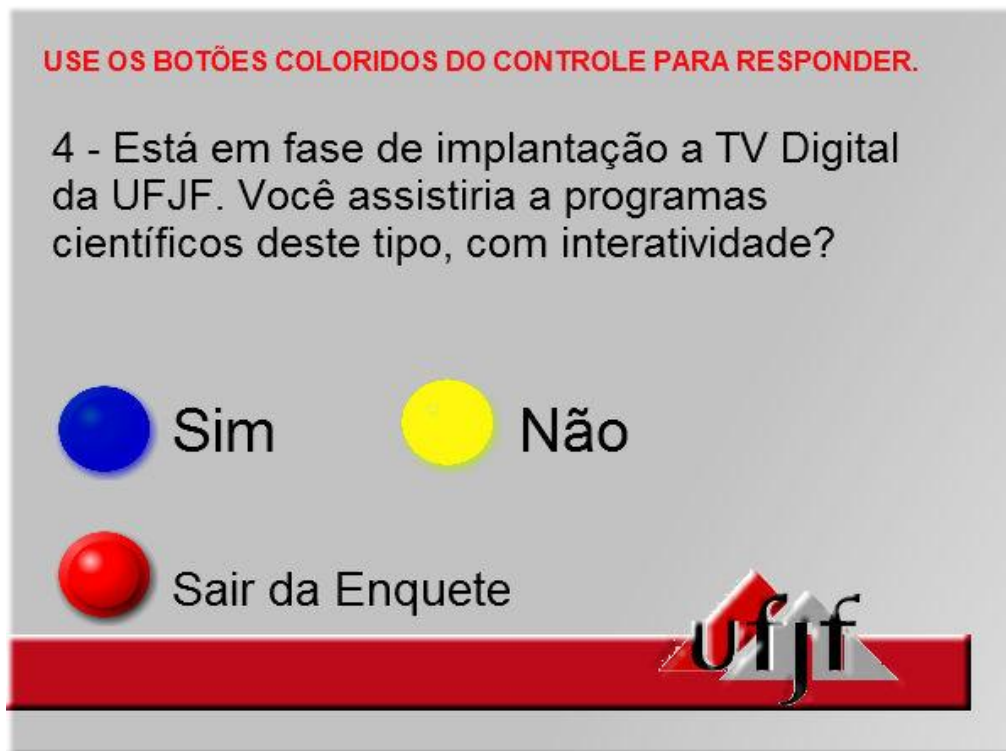 USE OS BOTÕES COLORIDOS DO CONTROLE PARA RESPONDER.
4 - Está em fase de implantação a TV Digital
da UFJF. Você assistiria a programas
científicos deste tipo, com interatividade?
Sim Não
Sair da Enquete
ufjf